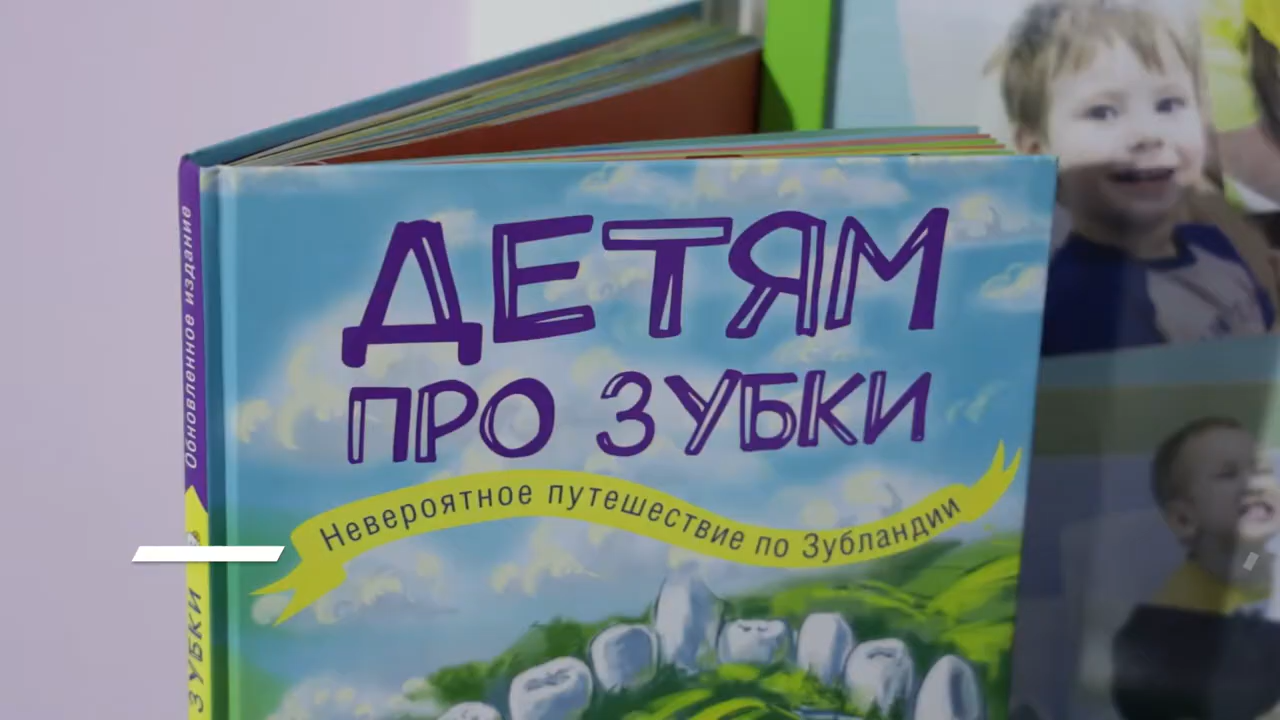 ДЕТЯМ
ПРО ЗУБКИ
Невероятное путешествие по Зубландии
Обновленное издание
ЗУБКИ